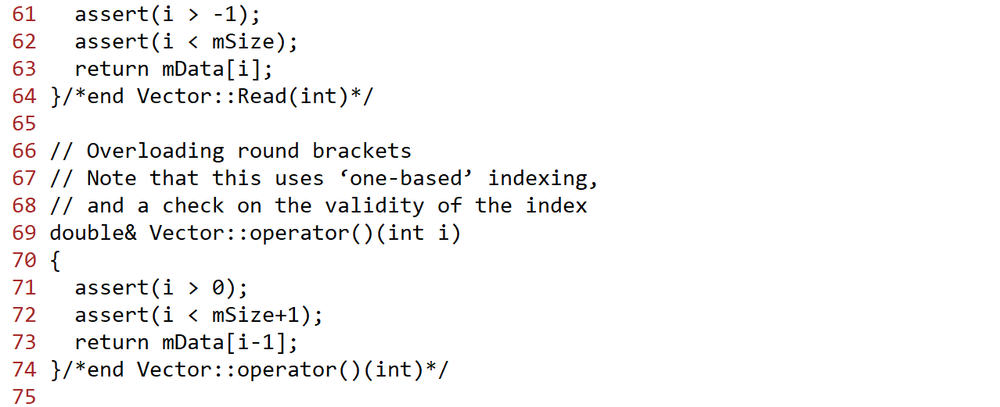 61   assert(i > -1);
62   assert(i < mSize);
63   return mData[i];
64 }/*end Vector::Read(int)*/
65
66 // Overloading round brackets
67 // Note that this uses ‘one-based’ indexing,
68 // and a check on the validity of the index
69 double& Vector::operator()(int i)
70 {
71   assert(i > 0);
72   assert(i < mSize+1);
73   return mData[i-1];
74 }/*end Vector::operator()(int)*/
75